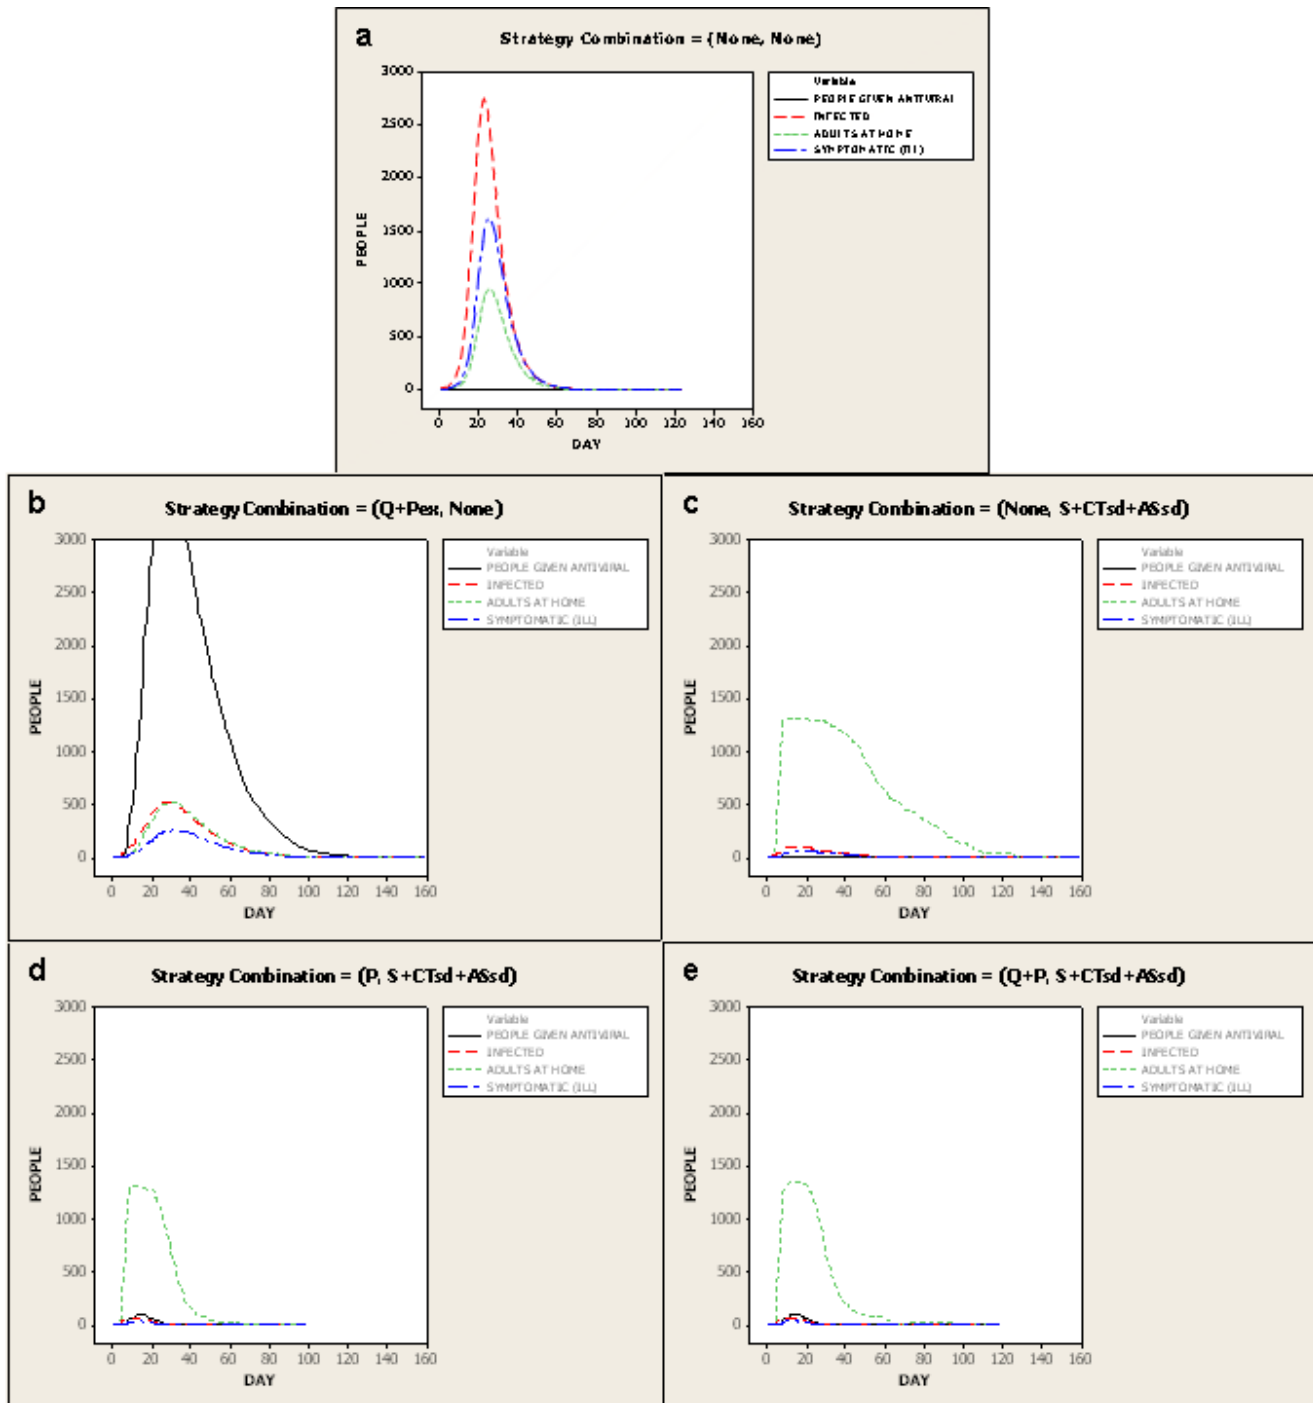 a
Strategy Combination = (None, None)
3000
2500
2000
1500
1000
500
0
PEOPLE
0 20 40 60 80 100 120 140 160
DAY
Variable
PEOPLE GIVEN ANTIVIRAL
INFECTED
ADULTS AT HOME
SYMPTOMATIC (ILL)
b
Strategy Combination = (Q+Pex, None)
3000
2500
2000
1500
1000
500
0
PEOPLE
0 20 40 60 80 100 120 140 160
DAY
Variable
PEOPLE GIVEN ANTIVIRAL
INFECTED
ADULTS AT HOME
SYMPTOMATIC (ILL)
c
Strategy Combination = (None, S+CTsd+ASsd)
3000
2500
2000
1500
1000
500
0
PEOPLE
0 20 40 60 80 100 120 140 160
DAY
Variable
PEOPLE GIVEN ANTIVIRAL
INFECTED
ADULTS AT HOME
SYMPTOMATIC (ILL)
d
Strategy Combination = (P, S+CTsd+ASsd)
3000
2500
2000
1500
1000
500
0
PEOPLE
0 20 40 60 80 100 120 140 160
DAY
Variable
PEOPLE GIVEN ANTIVIRAL
INFECTED
ADULTS AT HOME
SYMPTOMATIC (ILL)
e
Strategy Combination = (Q+P, S+CTsd+ASsd)
3000
2500
2000
1500
1000
500
0
PEOPLE
0 20 40 60 80 100 120 140 160
DAY
Variable
PEOPLE GIVEN ANTIVIRAL
INFECTED
ADULTS AT HOME
SYMPTOMATIC (ILL)